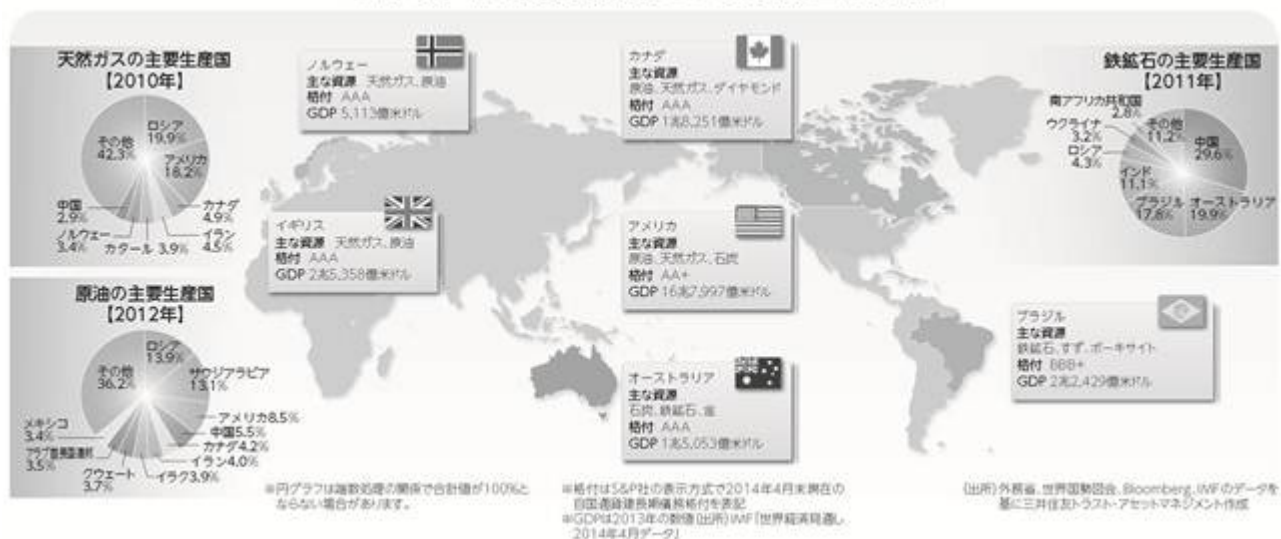 天然ガスの主要生産国
【2010年】
ロシア
19.9%
アメリカ
18.2%
カナダ
4.9%
イラン
4.5%
カタール 3.9%
ノルウェー
3.4%
中国
2.9%
その他
42.3%
原油の主要生産国
【2012年】
ロシア
13.9%
サウジアラビア
13.1%
アメリカ8.5%
中国5.5%
カナダ4.2%
イラン4.0%
イラク3.9%
クウェート
3.7%
アラブ首長国連邦
3.5%
メキシコ
3.4%
その他
36.2%
ノルウェー
主な資源 天然ガス、原油
格付 AAA
GDP 5,113億米ドル
イギリス
主な資源 天然ガス、原油
格付 AAA
GDP 2兆5,358億米ドル
カナダ
主な資源
原油、天然ガス、ダイヤモンド
格付 AAA
GDP 1兆8,251億米ドル
アメリカ
主な資源
原油、天然ガス、石炭
格付 AA+
GDP 16兆7,997億米ドル
オーストラリア
主な資源
石炭、鉄鉱石、金
格付 AAA
GDP 1兆5,053億米ドル
鉄鉱石の主要生産国
【2011年】
中国
29.6%
オーストラリア
19.9%
ブラジル
17.8%
インド
11.1%
ロシア
4.3%
ウクライナ
3.2%
南アフリカ共和国
2.8%
その他
11.2%
ブラジル
主な資源
鉄鉱石、すず、ボーキサイト
格付 BBB+
GDP 2兆2,429億米ドル
※円グラフは端数処理の関係で合計値が100%と
ならない場合があります。
※格付はS&P社の表示方式で2014年4月末現在の
自国通貨建長期債務格付を表記
※GDPは2013年の数値(出所)IMF「世界経済見通し
2014年4月データ」
(出所)外務省、世界国勢図会、Bloomberg、IMFのデータを
基に三井住友トラスト・アセットマネジメント作成